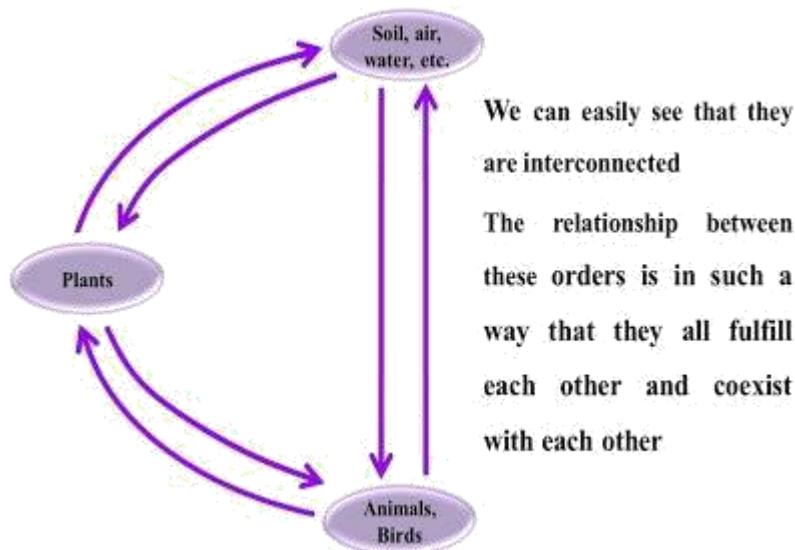 Soil, air,
water, etc.
We can easily see that they
are interconnected
The relationship between
these orders is in such a
way that they all fulfill
each other and coexist
with each other
Plants
Animals,
Birds